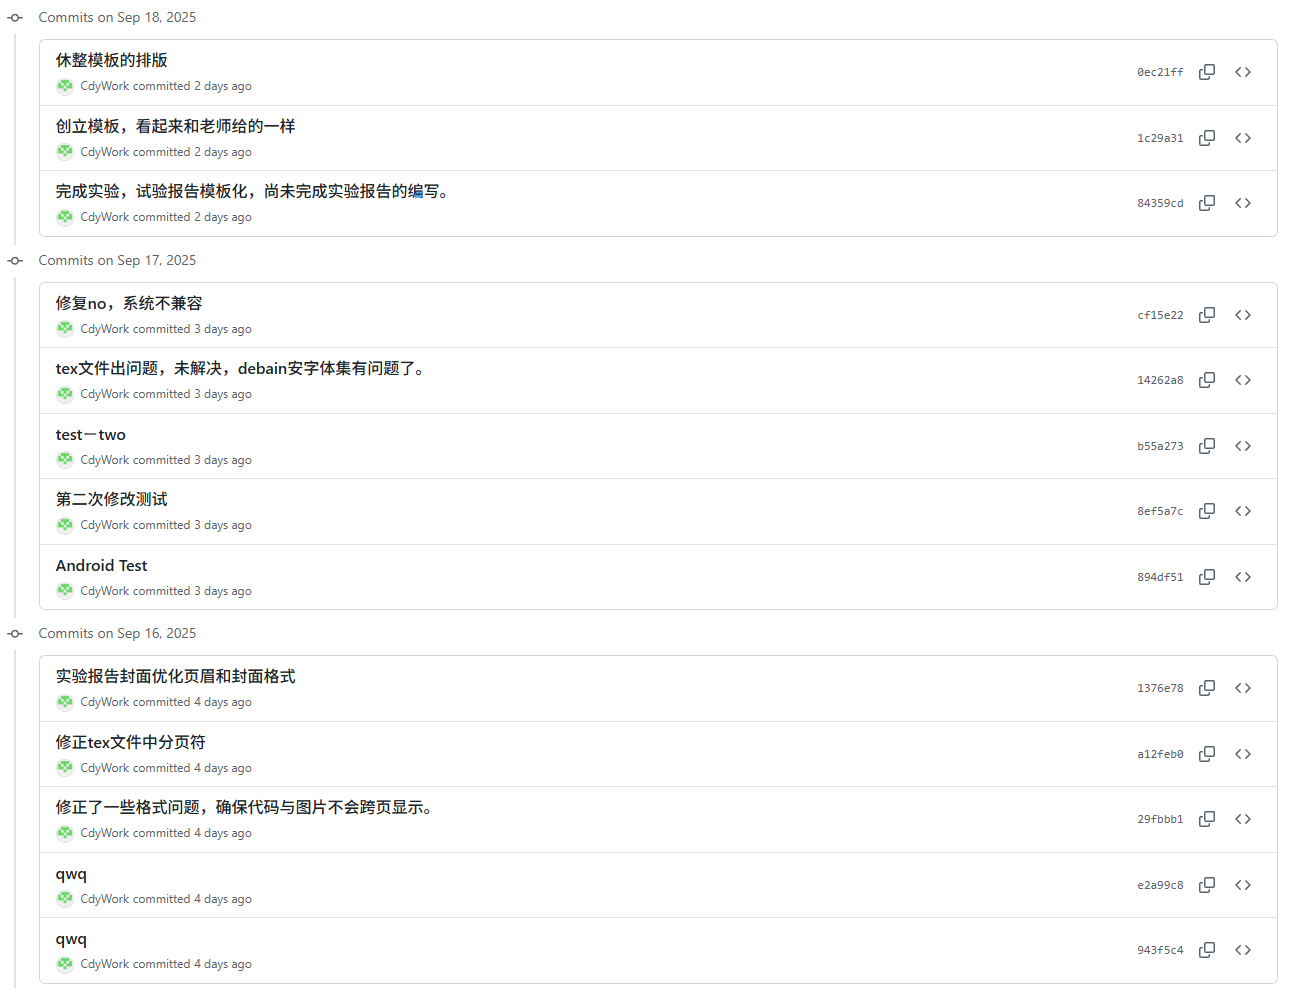 Commits on Sep 18, 2025
休整模板的排版
CdyWork committed 2 days ago
0ec21ff
创立模板，看起来和老师给的一样
CdyWork committed 2 days ago
1c29a31
完成实验，试验报告模板化，尚未完成实验报告的编写。
CdyWork committed 2 days ago
84359cd
Commits on Sep 17, 2025
修复no，系统不兼容
CdyWork committed 3 days ago
cf15e22
tex文件出问题，未解决，debain安字体集有问题了。
CdyWork committed 3 days ago
14262a8
test一two
CdyWork committed 3 days ago
b55a273
第二次修改测试
CdyWork committed 3 days ago
8ef5a7c
Android Test
CdyWork committed 3 days ago
894df51
Commits on Sep 16, 2025
实验报告封面优化页眉和封面格式
CdyWork committed 4 days ago
1376e78
修正tex文件中分页符
CdyWork committed 4 days ago
a12feb0
修正了一些格式问题，确保代码与图片不会跨页显示。
CdyWork committed 4 days ago
29fbbb1
qwq
CdyWork committed 4 days ago
e2a99c8
qwq
CdyWork committed 4 days ago
943f5c4